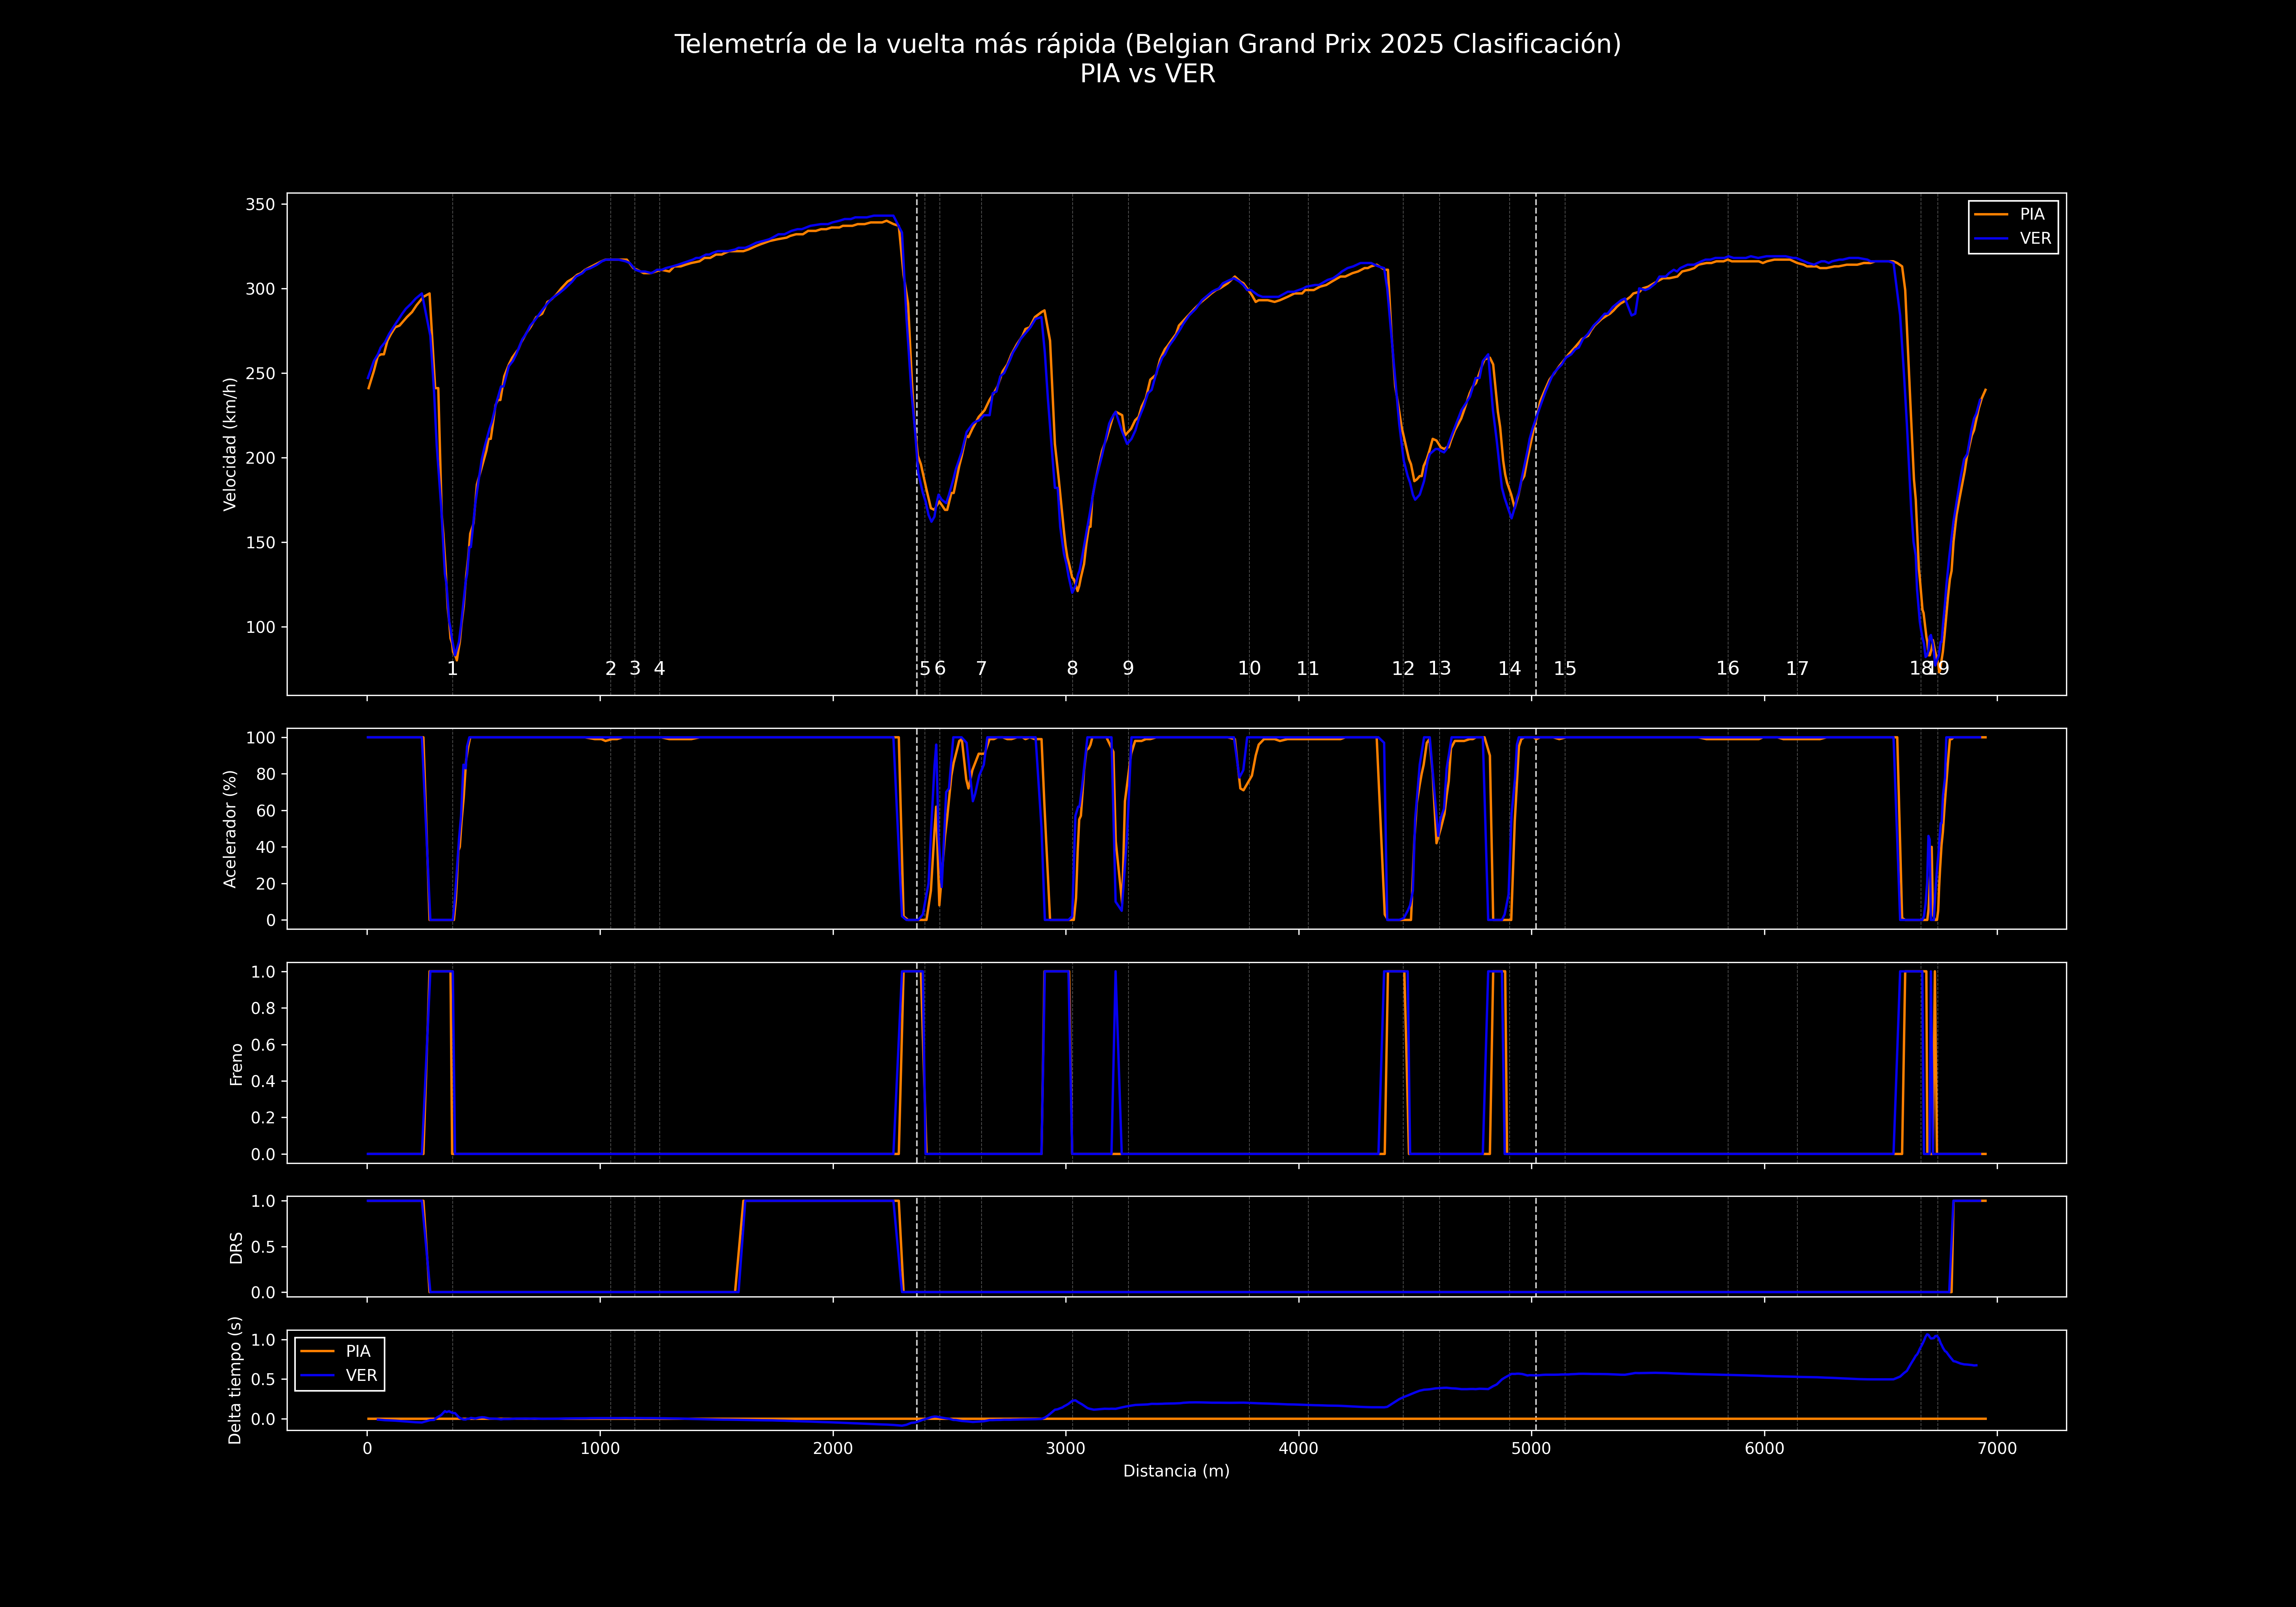 Telemetría de la vuelta más rápida (Belgian Grand Prix 2025 Clasificación)
PIA vs VER
Velocidad (km/h)
350
300
250
200
150
100
PIA
VER
1 2 3 4 5 6 7 8 9 10 11 12 13 14 15 16 17 18 19
Acelerador (%)
100
80
60
40
20
0
Freno
1.0
0.8
0.6
0.4
0.2
0.0
DRS
1.0
0.5
0.0
Delta tiempo (s)
1.0
0.5
0.0
PIA
VER
0 1000 2000 3000 4000 5000 6000 7000
Distancia (m)